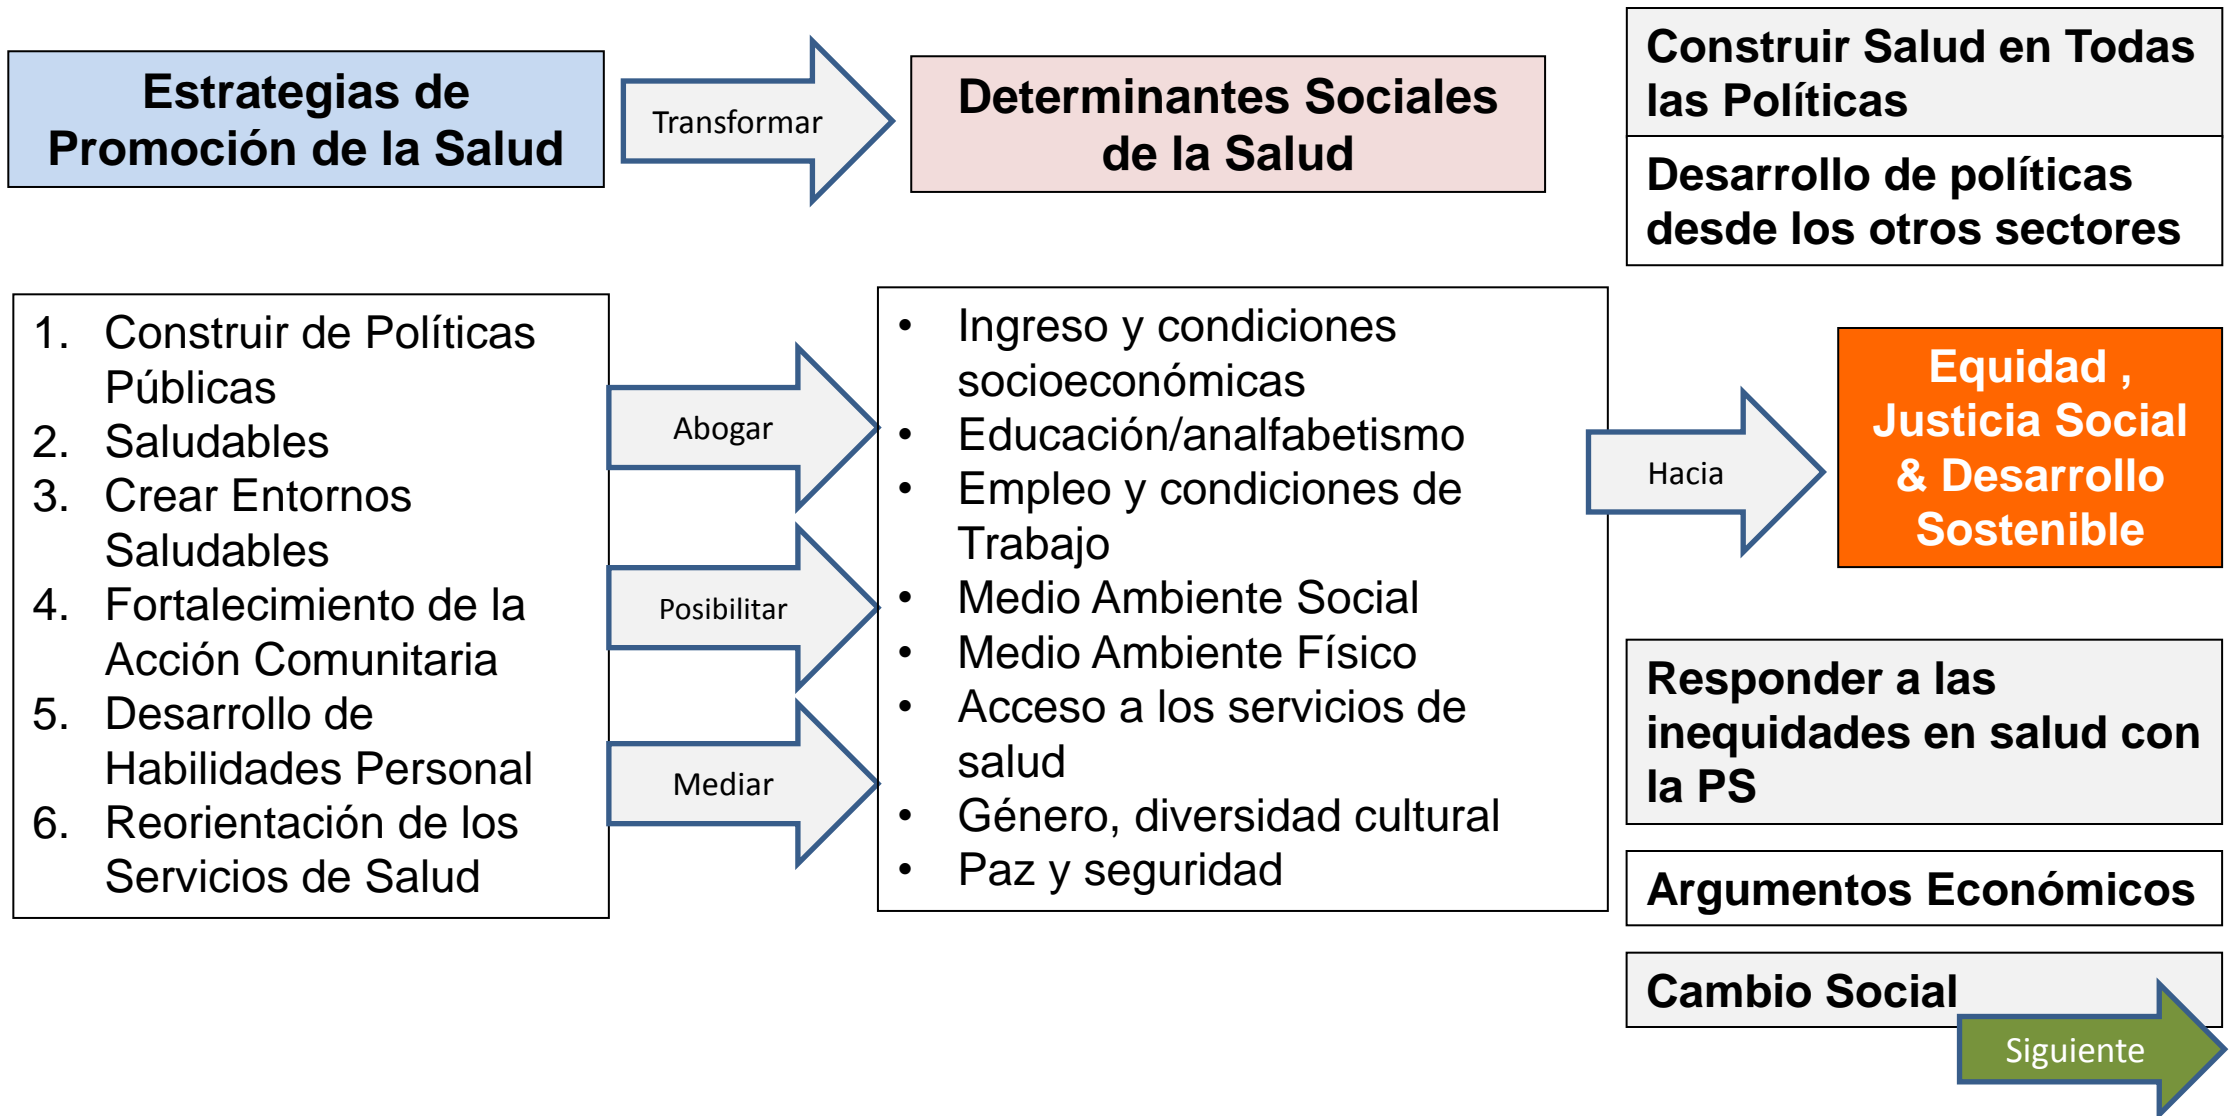 Estrategias de
Promoción de la Salud
Transformar
Determinantes Sociales
de la Salud
Construir Salud en Todas
las Políticas
Desarrollo de políticas
desde los otros sectores
1. Construir de Políticas
Públicas
2. Saludables
3. Crear Entornos
Saludables
4. Fortalecimiento de la
Acción Comunitaria
5. Desarrollo de
Habilidades Personal
6. Reorientación de los
Servicios de Salud
Abogar
Posibilitar
Mediar
• Ingreso y condiciones
socioeconómicas
• Educación/analfabetismo
• Empleo y condiciones de
Trabajo
• Medio Ambiente Social
• Medio Ambiente Físico
• Acceso a los servicios de
salud
• Género, diversidad cultural
• Paz y seguridad
Hacia
Equidad ,
Justicia Social
& Desarrollo
Sostenible
Responder a las
inequidades en salud con
la PS
Argumentos Económicos
Cambio Social
Siguiente